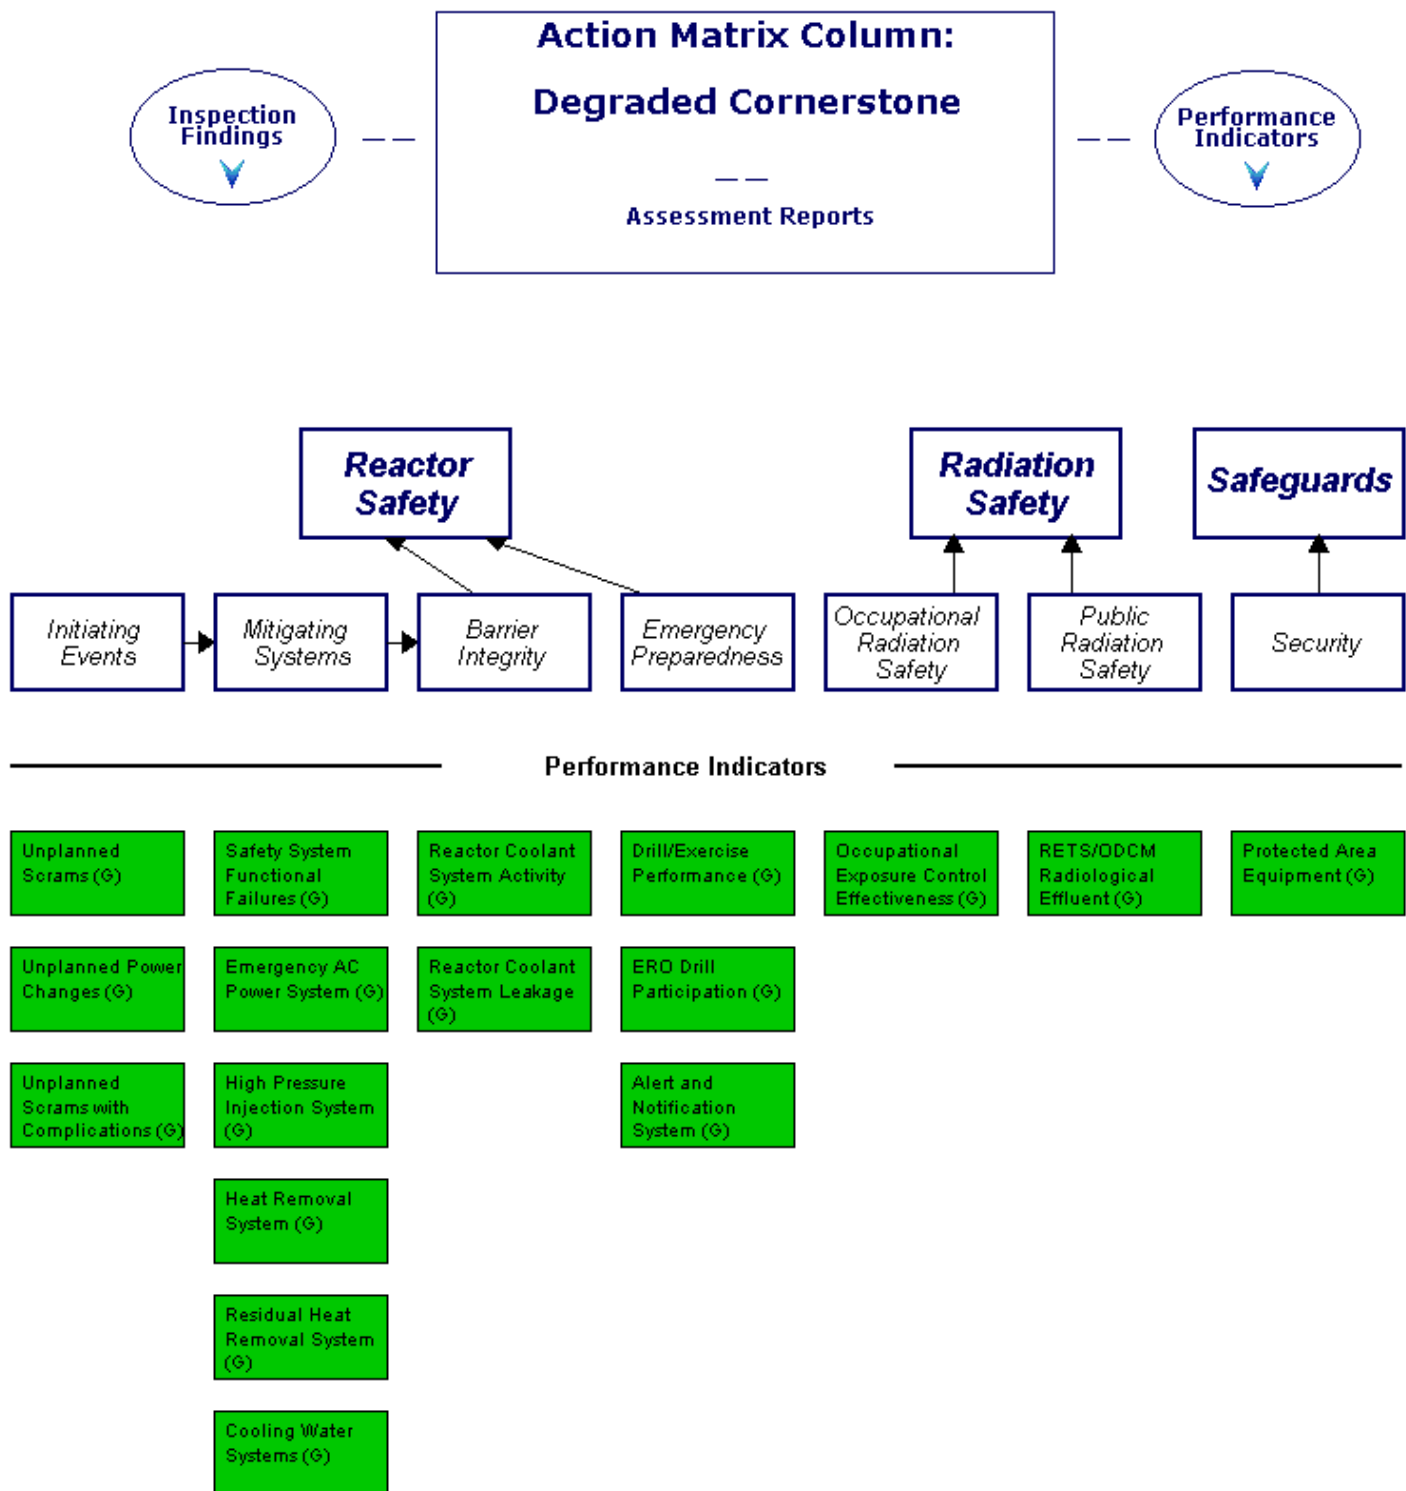 Action Matrix Column:
Degraded Cornerstone
Assessment Reports
Inspection
Findings
Performance
Indicators
Reactor
Safety
Radiation
Safety
Safeguards
Initiating
Events
Mitigating
Systems
Barrier
Integrity
Emergency
Preparedness
Occupational
Radiation
Safety
Public
Radiation
Safety
Security
Performance Indicators
Unplanned
Scrams (G)
Safety System
Functional
Failures (G)
Reactor Coolant
System Activity
(G)
Drill/Exercise
Performance (G)
Occupational
Exposure Control
Effectiveness (G)
RETS/ODCM
Radiological
Effluent (G)
Protected Area
Equipment (G)
Unplanned Power
Changes (G)
Emergency AC
Power System (G)
Reactor Coolant
System Leakage
(G)
ERO Drill
Participation (G)
Unplanned
Scrams with
Complications (G)
High Pressure
Injection System
(G)
Alert and
Notification
System (G)
Heat Removal
System (G)
Residual Heat
Removal System
(G)
Cooling Water
Systems (G)